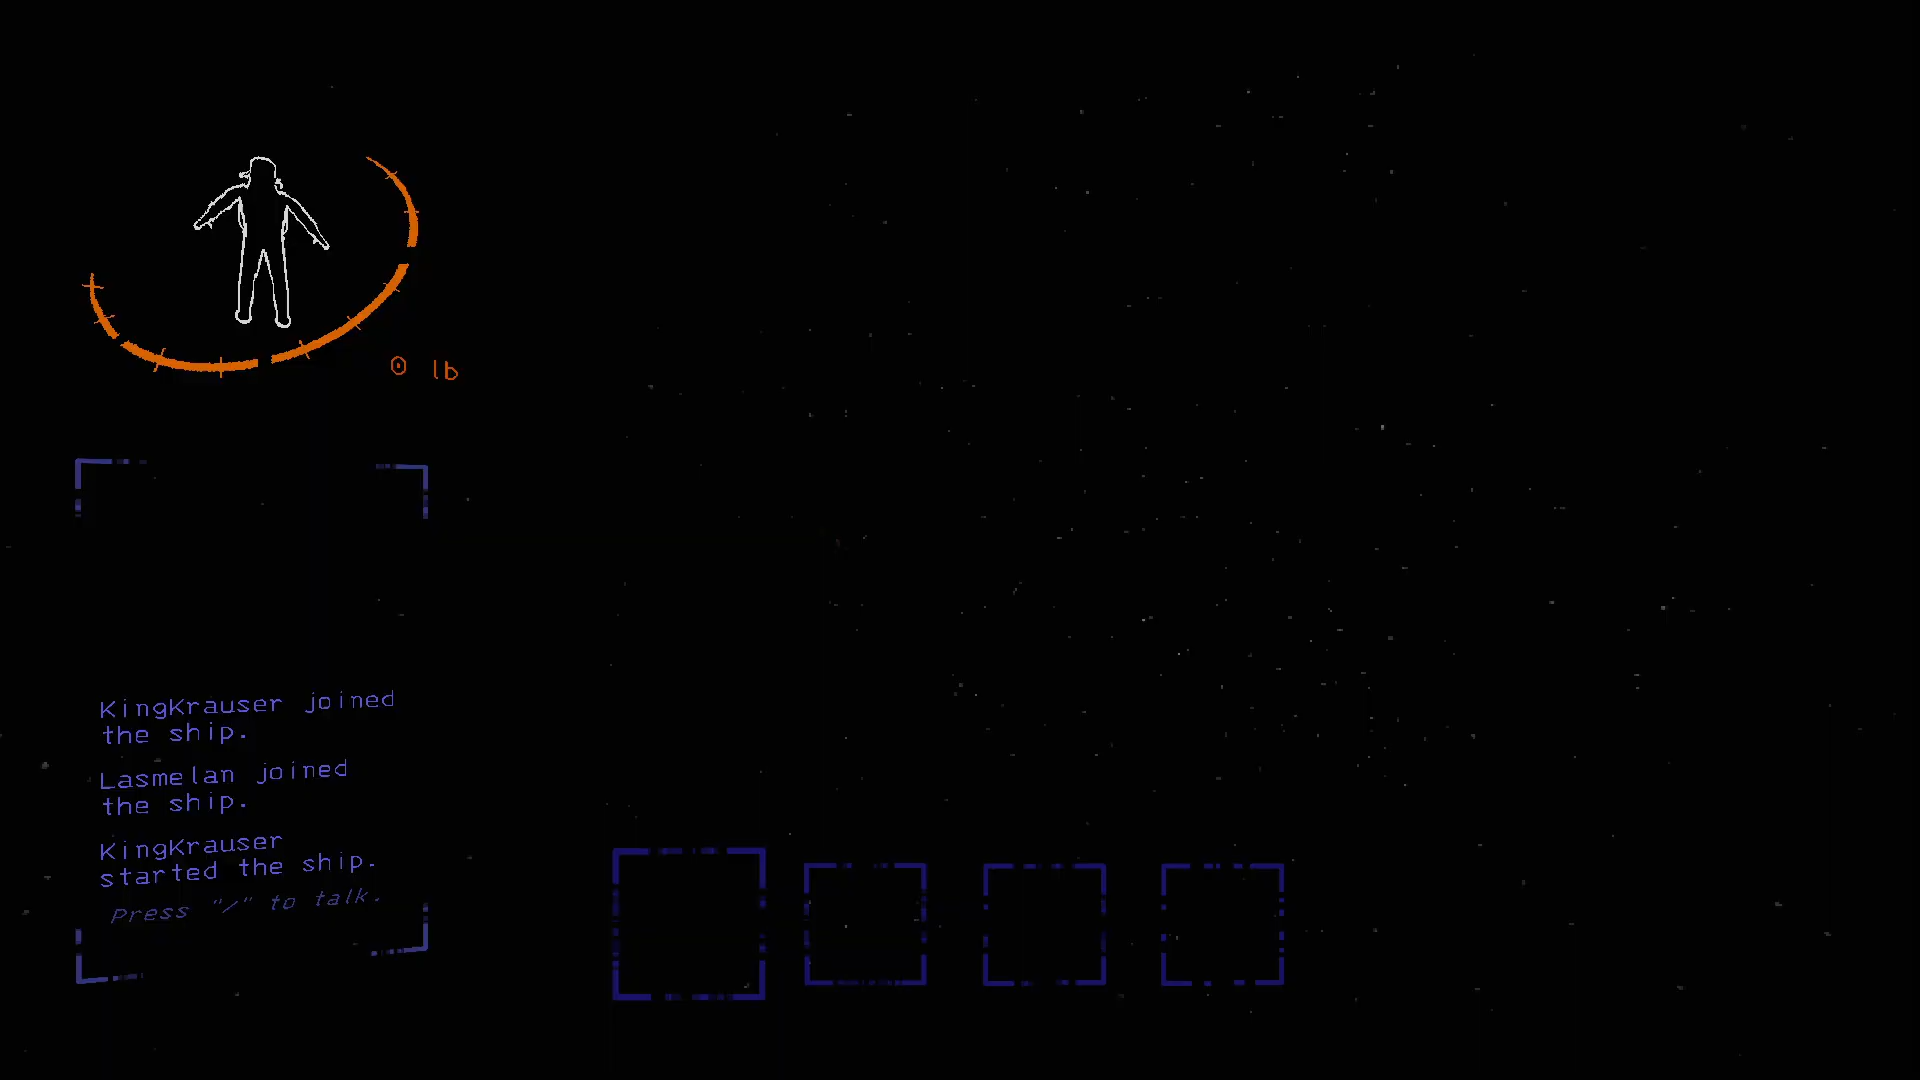 0 lb
KingKrauser joined
the ship.
Lasmelan joined
the ship.
KingKrauser
started the ship.
Press "/" to talk.